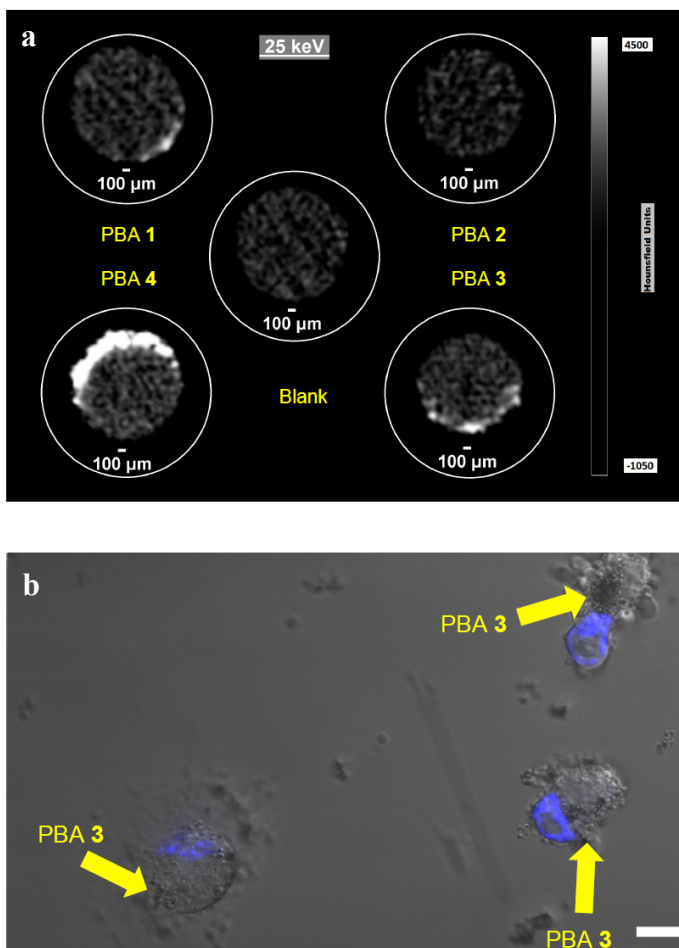 a
25 keV
4500
100 µm
100 µm
PBA 1
PBA 2
PBA 4
PBA 3
100 µm
Hounsfield Units
Blank
100 µm
100 µm
-1050
b
PBA 3
PBA 3
PBA 3